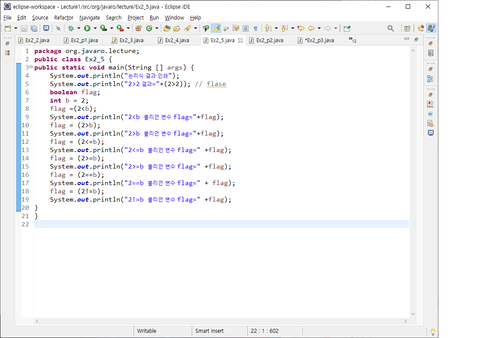 eclipse-workspace - Lecture1/src/org/javaro/lecture/Ex2_5.java - Eclipse IDE
File Edit Source Refactor Navigate Search Project Run Window Help
Ex2_2.java Ex2_p1.java Ex2_3.java Ex2_4.java Ex2_5.java Ex2_p2.java *Ex2_p3.java
1 package org.javaro.lecture;
2 public class Ex2_5 {
3 public static void main(String [] args) {
4 System.out.println("논리식 결과 인쇄");
5 System.out.println("2>2 결과="+(2>2)); // flase
6 boolean flag;
7 int b = 2;
8 flag =(2<b);
9 System.out.println("2<b 불리언 변수 flag="+flag);
10 flag = (2>b);
11 System.out.println("2>b 불리언 변수 flag="+flag);
12 flag = (2<=b);
13 System.out.println("2<=b 불리언 변수 flag=" +flag);
14 flag = (2>=b);
15 System.out.println("2>=b 불리언 변수 flag=" +flag);
16 flag = (2==b);
17 System.out.println("2==b 불리언 변수 flag=" + flag);
18 flag = (2!=b);
19 System.out.println("2!=b 불리언 변수 flag=" +flag);
20 }
21 }
22
Writable Smart Insert 22 : 1 : 602